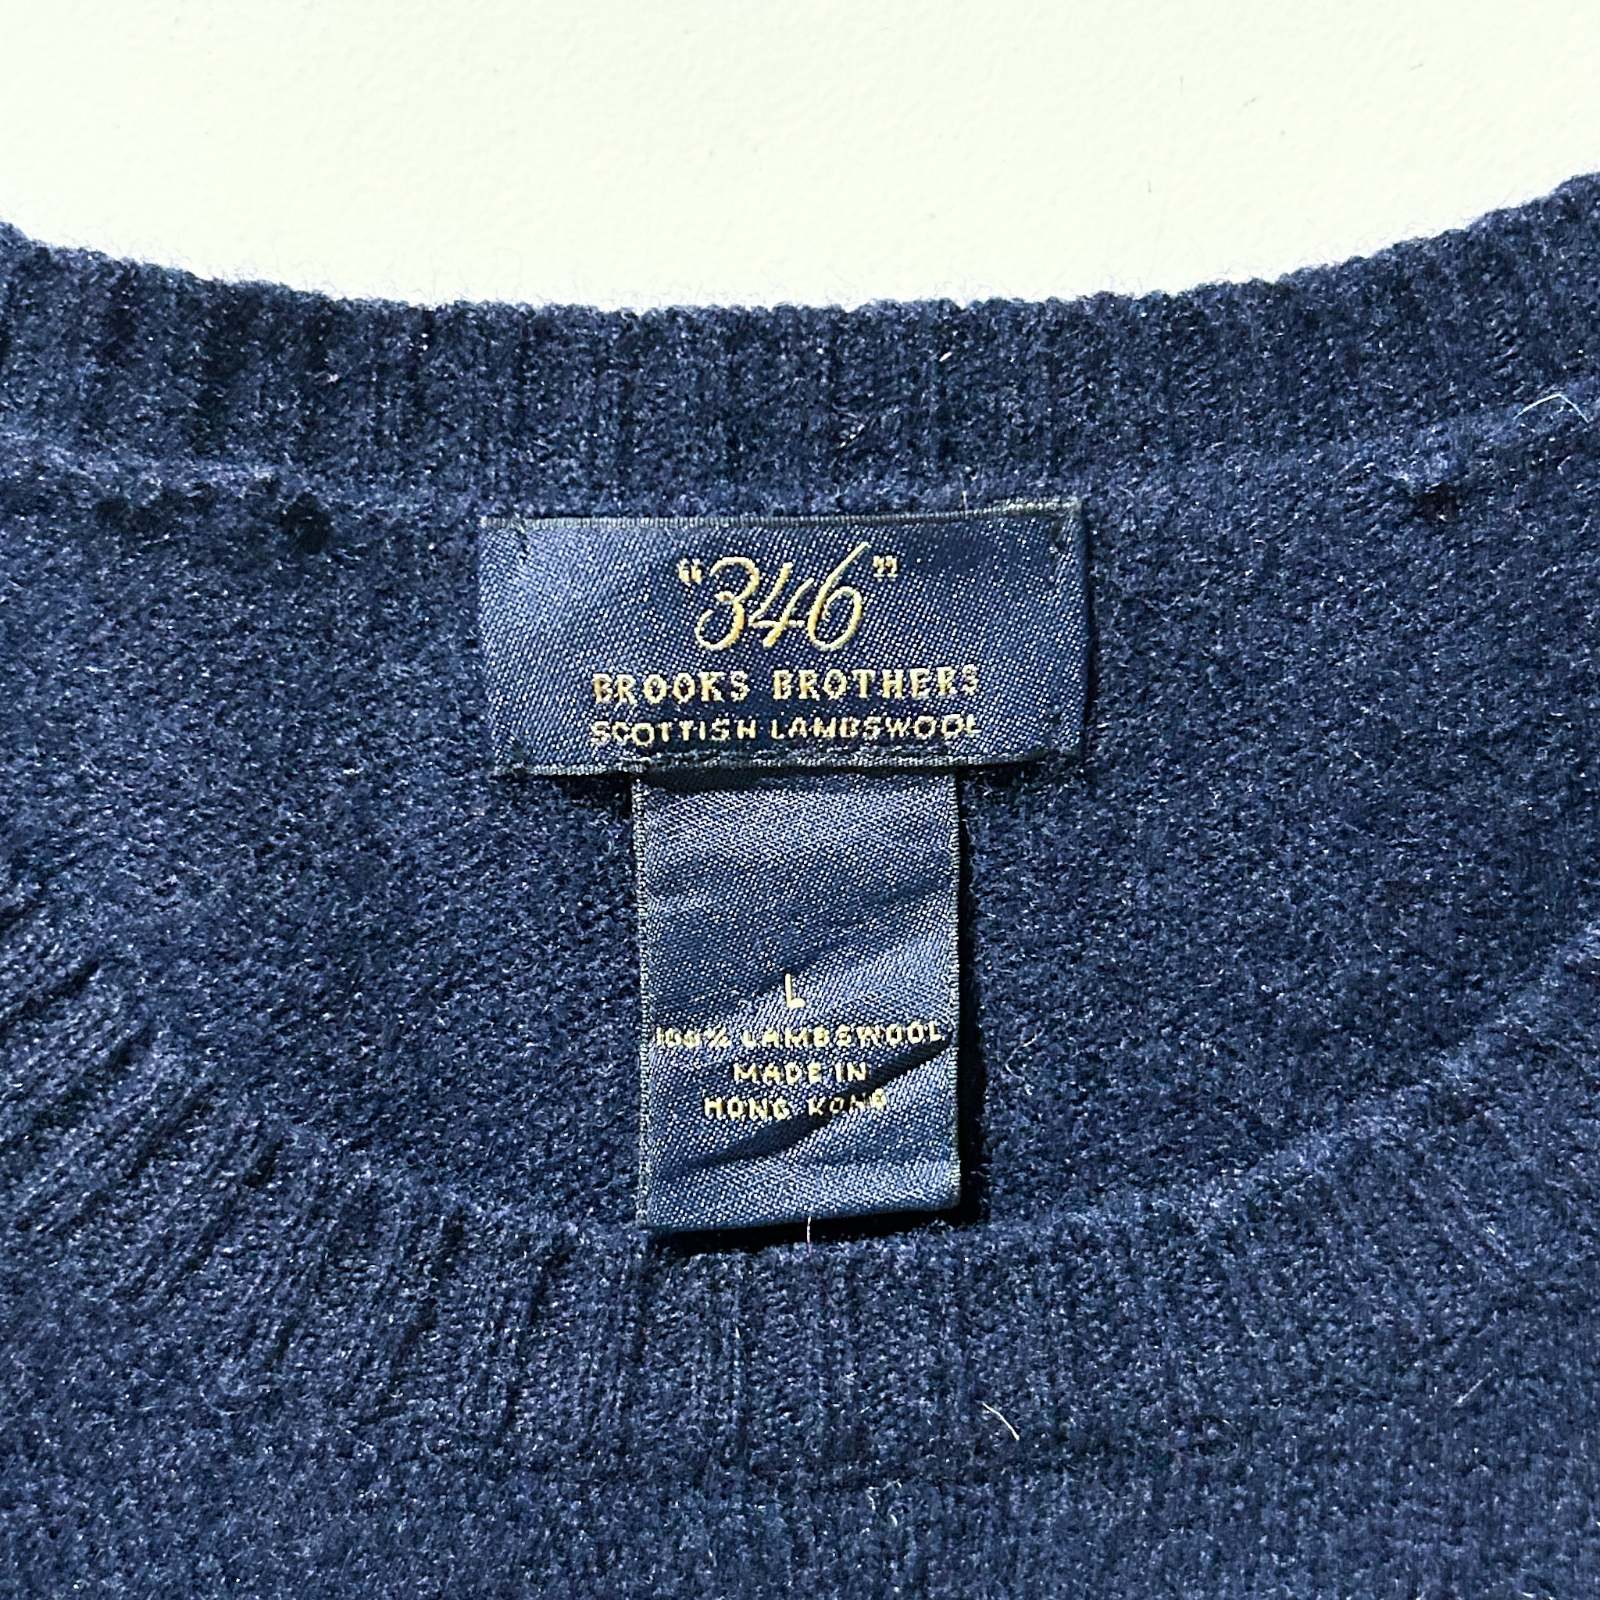 "346"
BROOKS BROTHERS
SCOTTISH LAMBSWOOL
L
100% LAMBSWOOL
MADE IN
HONG KONG